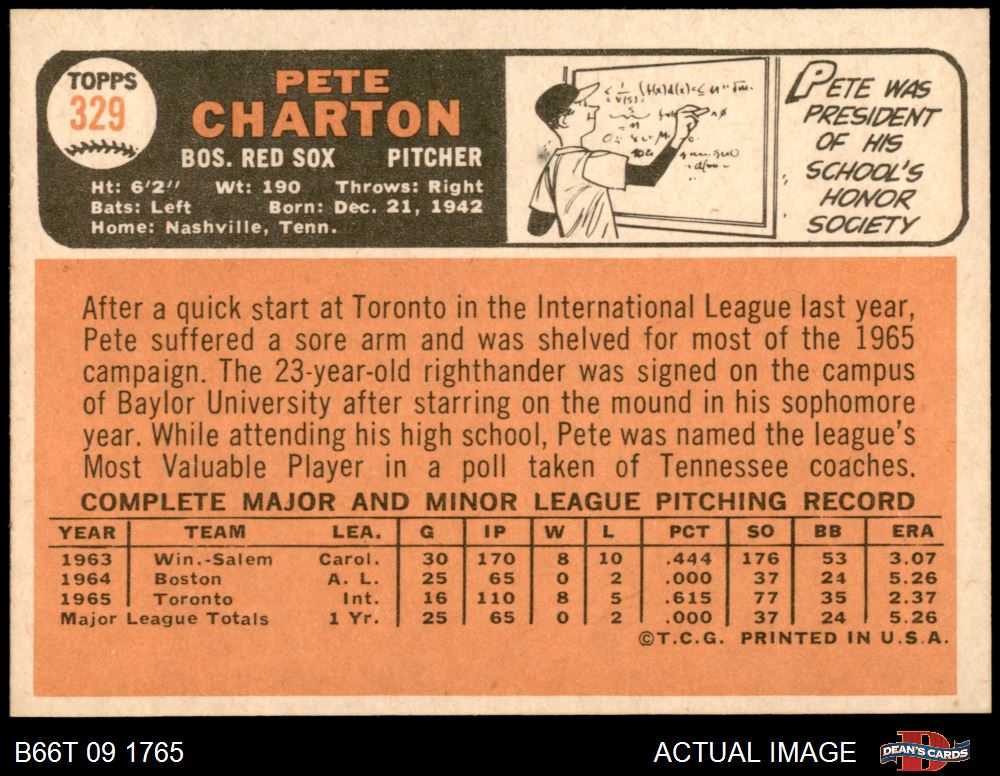 TOPPS
329
PETE
CHARTON
BOS. RED SOX PITCHER
Ht: 6'2" Wt: 190 Throws: Right
Bats: Left Born: Dec. 21, 1942
Home: Nashville, Tenn.
PETE WAS
PRESIDENT
OF HIS
SCHOOL'S
HONOR
SOCIETY
After a quick start at Toronto in the International League last year,
Pete suffered a sore arm and was shelved for most of the 1965
campaign. The 23-year-old righthander was signed on the campus
of Baylor University after starring on the mound in his sophomore
year. While attending his high school, Pete was named the league's
Most Valuable Player in a poll taken of Tennessee coaches.
COMPLETE MAJOR AND MINOR LEAGUE PITCHING RECORD
YEAR TEAM LEA. G IP W L PCT SO BB ERA
1963 Win.-Salem Carol. 30 170 8 10 .444 176 53 3.07
1964 Boston A. L. 25 65 0 2 .000 37 24 5.26
1965 Toronto Int. 16 110 8 5 .615 77 35 2.37
Major League Totals 1 Yr. 25 65 0 2 .000 37 24 5.26
©T.C.G. PRINTED IN U.S.A.
B66T 09 1765
ACTUAL IMAGE
DEAN'S CARDS